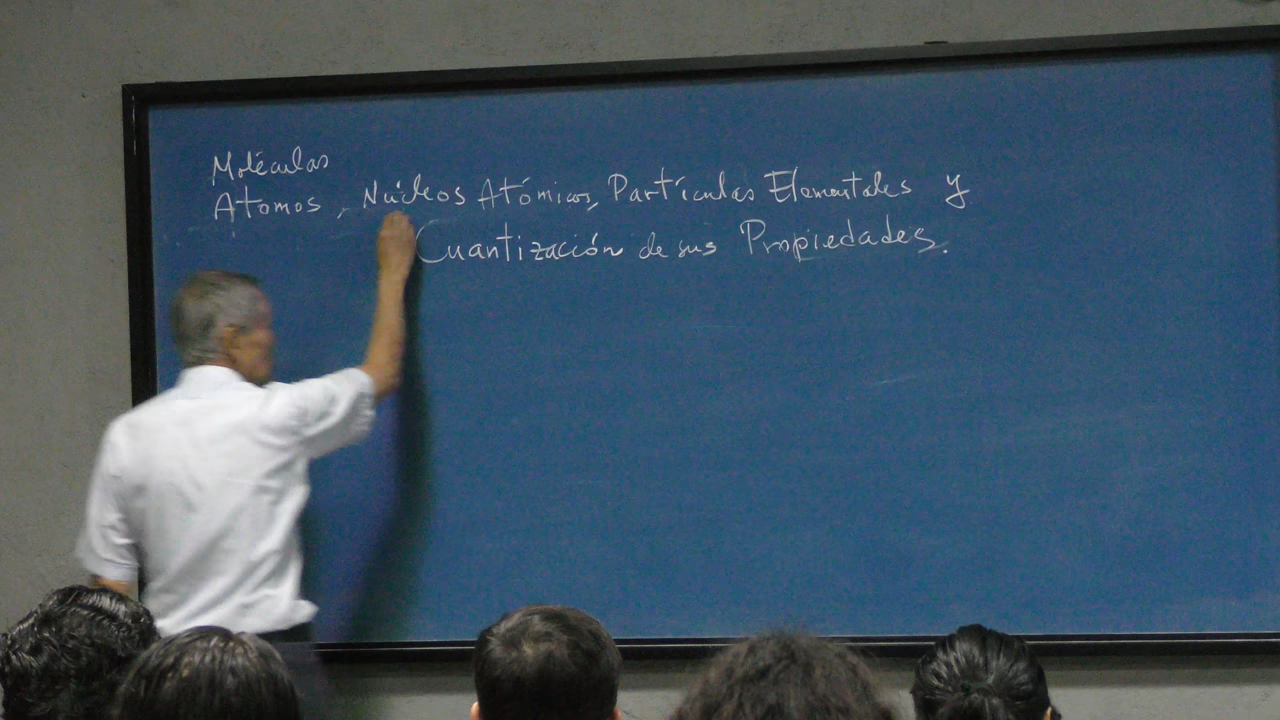 Moléculas
Atomos, Núcleos Atómicos, Partículas Elementales y
Cuantización de sus Propiedades.